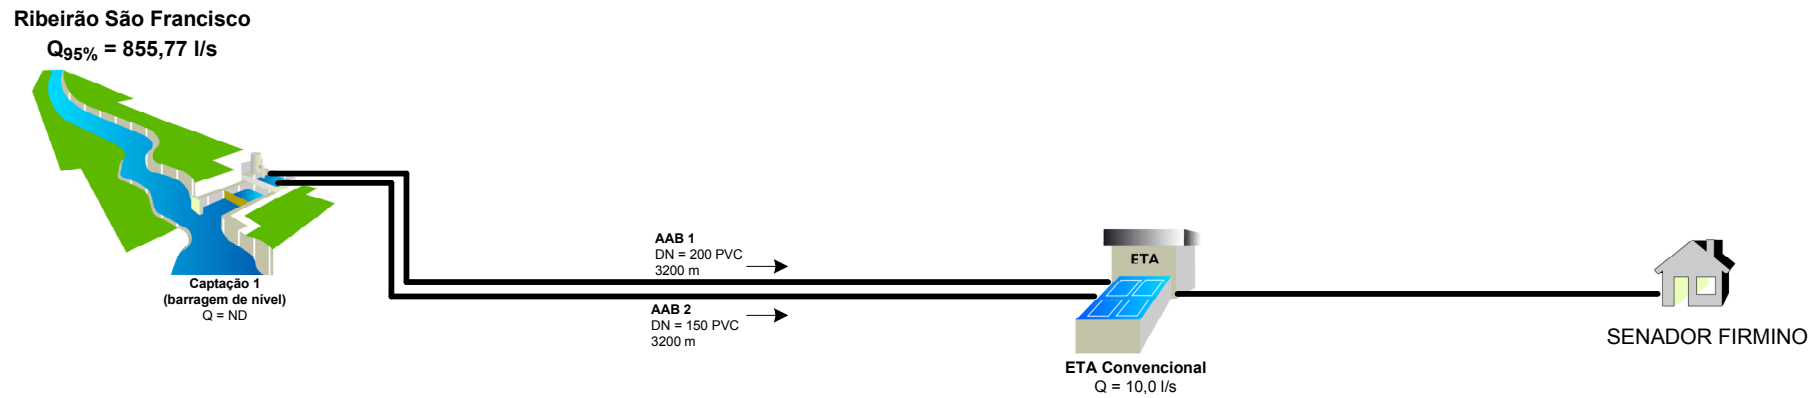 Ribeirão São Francisco
Q95% = 855,77 l/s
Captação 1
(barragem de nível)
Q = ND
AAB 1
DN = 200 PVC
3200 m
AAB 2
DN = 150 PVC
3200 m
ETA
ETA Convencional
Q = 10,0 l/s
SENADOR FIRMINO